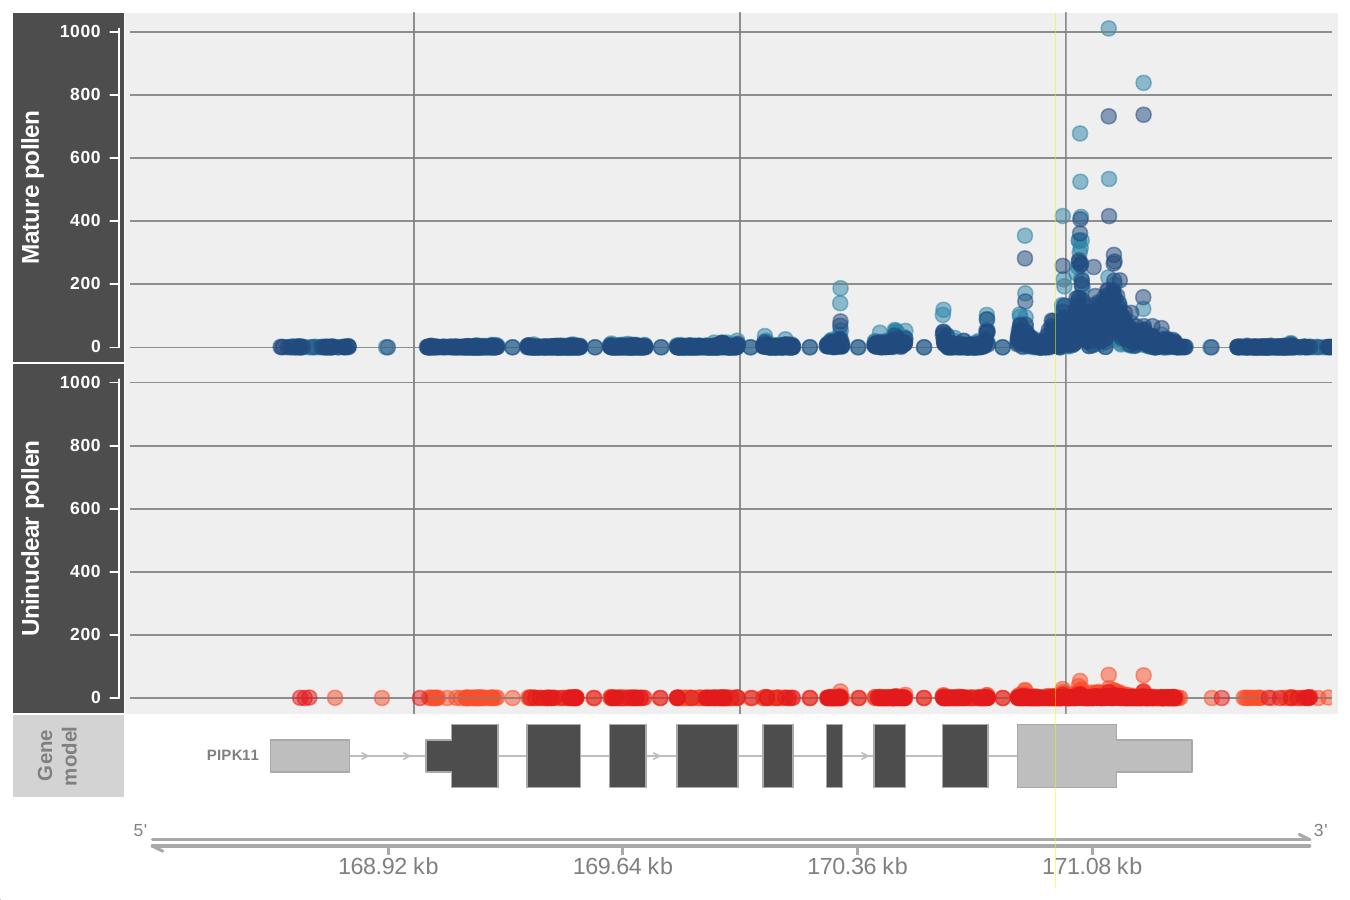 Mature pollen
1000
800
600
400
200
0
Uninuclear pollen
1000
800
600
400
200
0
Gene
model
PIPK11
5'
3'
168.92 kb
169.64 kb
170.36 kb
171.08 kb